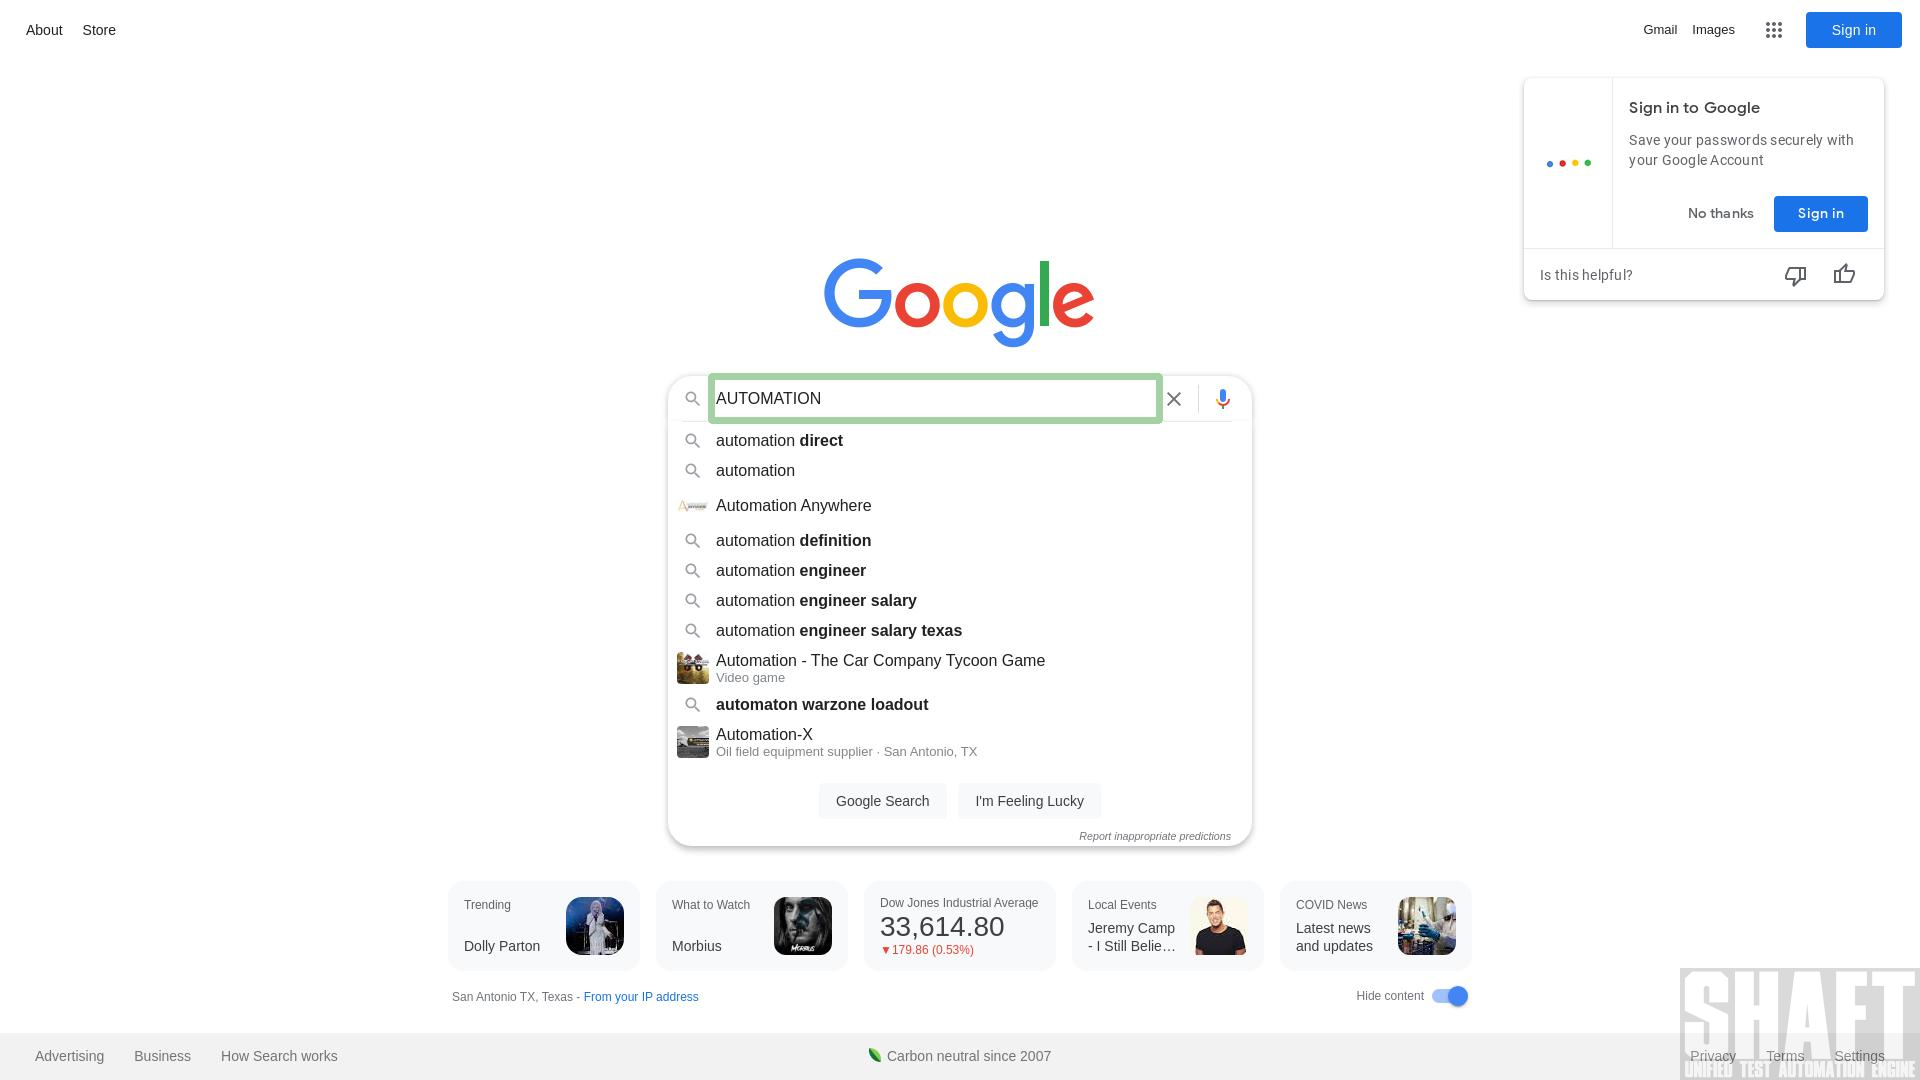 About Store
Gmail Images Sign in
Sign in to Google
Save your passwords securely with
your Google Account
No thanks Sign in
Is this helpful?
Google
AUTOMATION
automation direct
automation
Automation Anywhere
automation definition
automation engineer
automation engineer salary
automation engineer salary texas
Automation - The Car Company Tycoon Game
Video game
automaton warzone loadout
Automation-X
Oil field equipment supplier · San Antonio, TX
Google Search I'm Feeling Lucky
Report inappropriate predictions
Trending
Dolly Parton
What to Watch
Morbius
MORBIUS
Dow Jones Industrial Average
33,614.80
▼179.86 (0.53%)
Local Events
Jeremy Camp
- I Still Belie...
COVID News
Latest news
and updates
San Antonio TX, Texas - From your IP address
Hide content
Advertising Business How Search works
Carbon neutral since 2007
Privacy Terms Settings
SHAFT
UNIFIED TEST AUTOMATION ENGINE